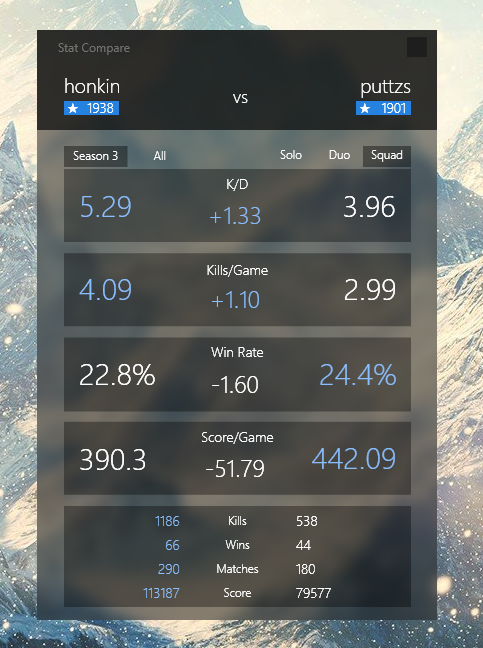 Stat Compare
honkin vs puttzs
★ 1938 ★ 1901
Season 3 All Solo Duo Squad
K/D
5.29 +1.33 3.96
Kills/Game
4.09 +1.10 2.99
Win Rate
22.8% -1.60 24.4%
Score/Game
390.3 -51.79 442.09
1186 Kills 538
66 Wins 44
290 Matches 180
113187 Score 79577